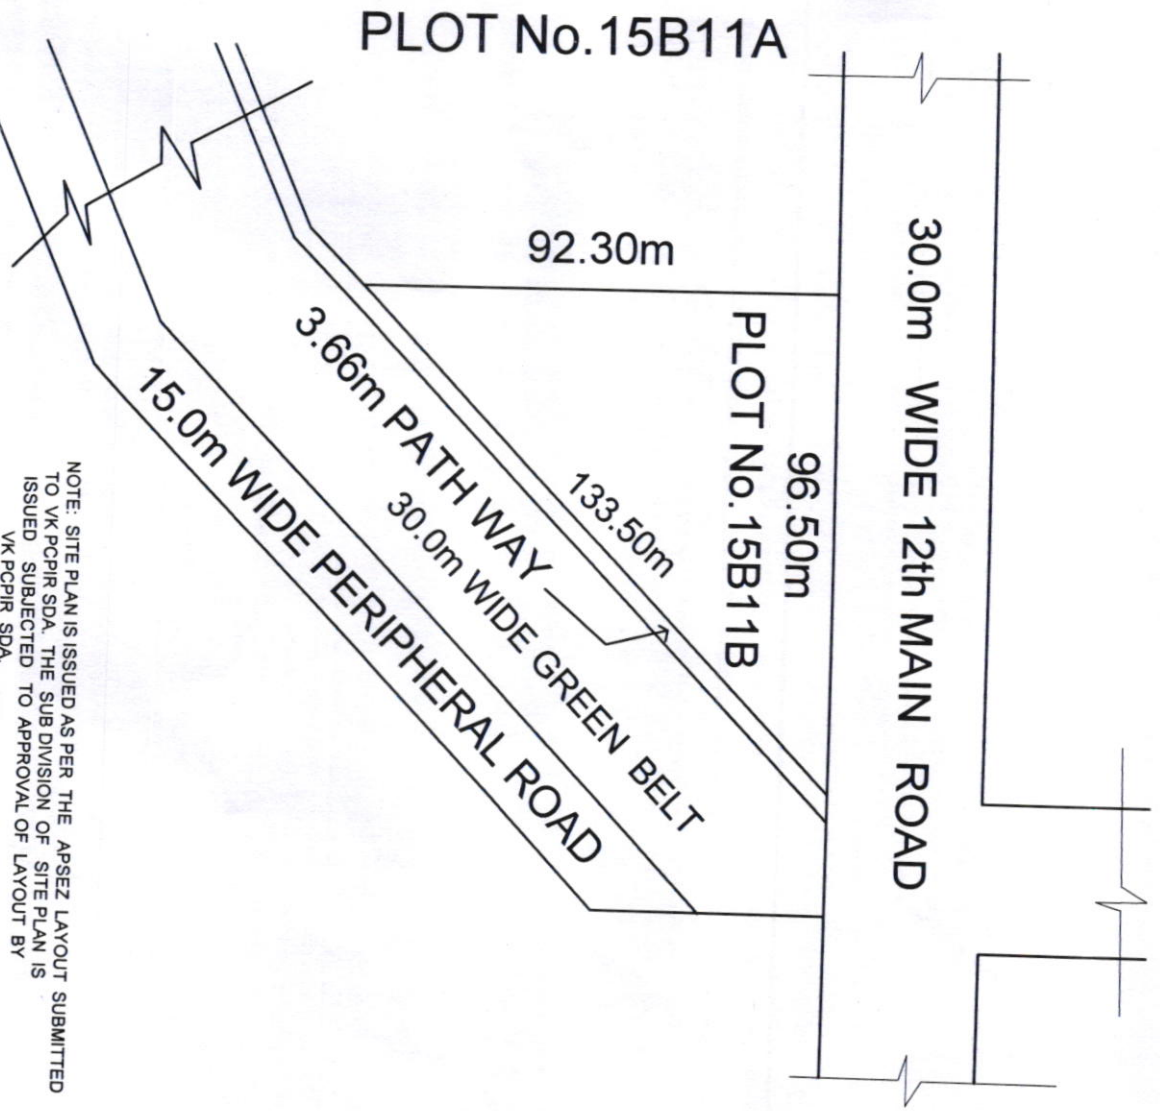 PLOT No.15B11A
30.0m WIDE 12th MAIN ROAD
92.30m
PLOT No.15B11B
96.50m
133.50m
3.66m PATH WAY
30.0m WIDE GREEN BELT
15.0m WIDE PERIPHERAL ROAD
NOTE: SITE PLAN IS ISSUED AS PER THE APSEZ LAYOUT SUBMITTED
TO VK PCPIR SDA. THE SUB DIVISION OF SITE PLAN IS
ISSUED SUBJECTED TO APPROVAL OF LAYOUT BY
VK PCPIR SDA.